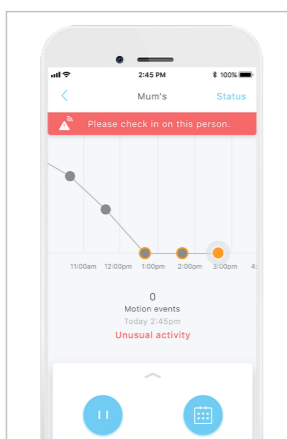 2:45 PM
100%
Mum's
Status
Please check in on this person.
11:00am 12:00pm 1:00pm 2:00pm 3:00pm 4:
0
Motion events
Today 2:45pm
Unusual activity